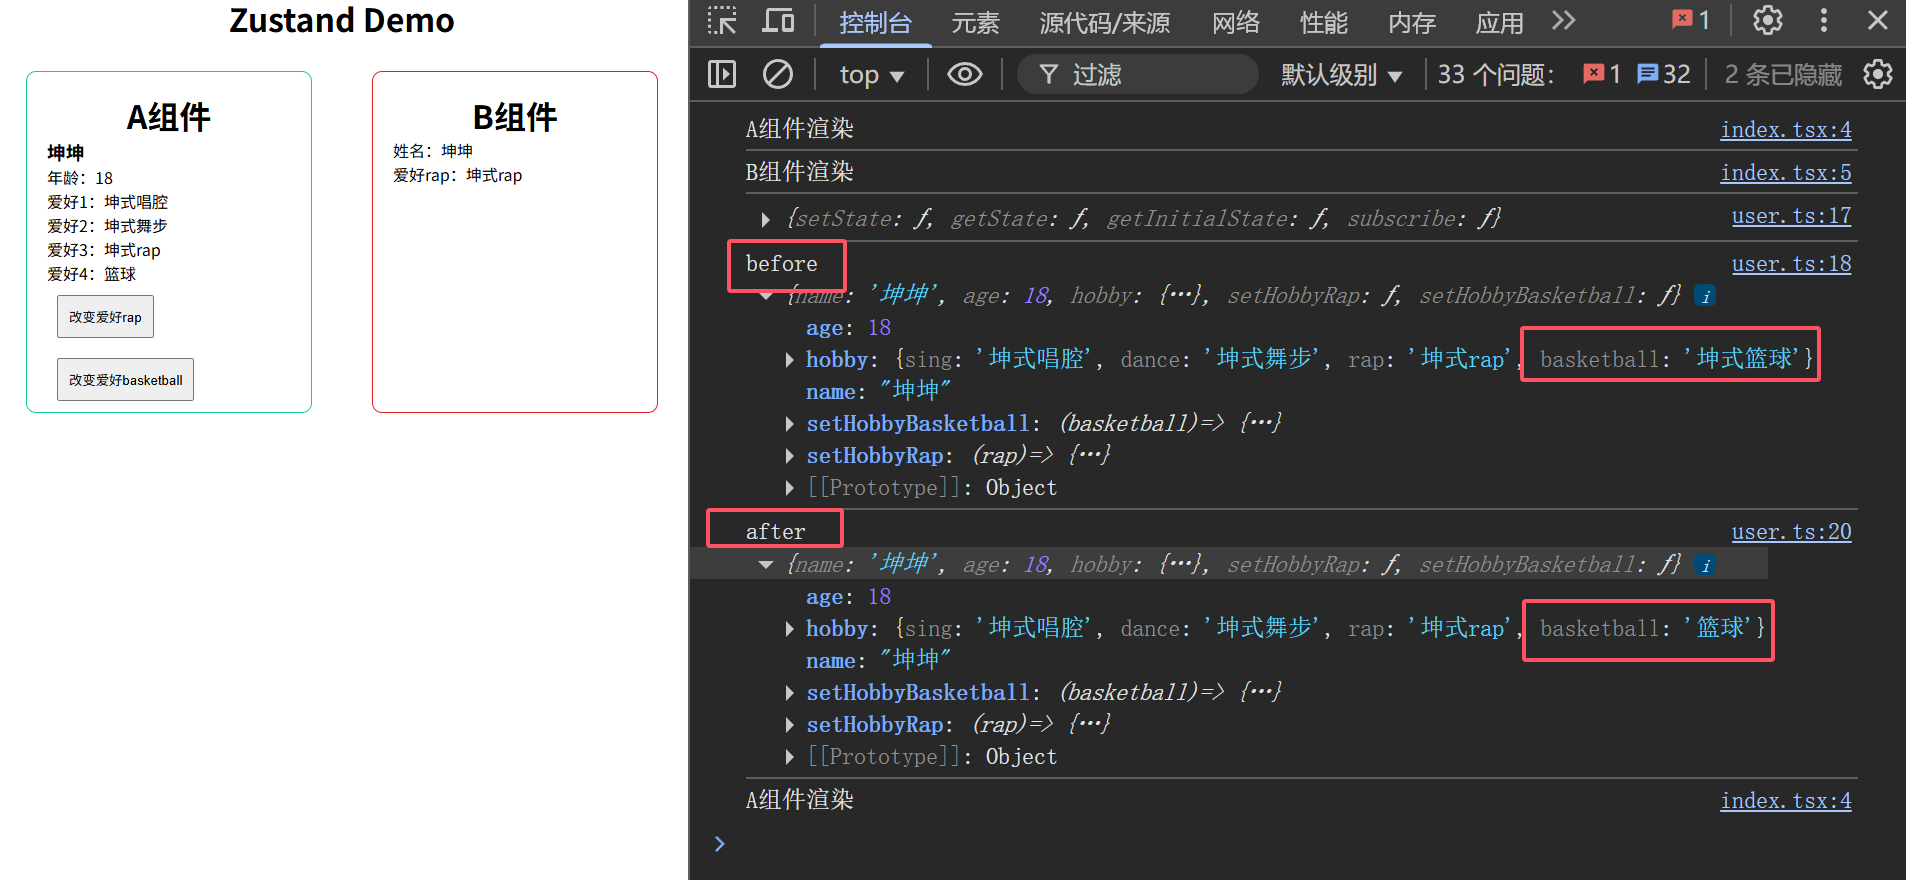 Zustand Demo
A组件
坤坤
年龄：18
爱好1：坤式唱腔
爱好2：坤式舞步
爱好3：坤式rap
爱好4：篮球
改变爱好rap
改变爱好basketball
B组件
姓名：坤坤
爱好rap：坤式rap
控制台 元素 源代码/来源 网络 性能 内存 应用 1
top 过滤 默认级别 33 个问题： 1 32 2 条已隐藏
A组件渲染 index.tsx:4
B组件渲染 index.tsx:5
{setState: ƒ, getState: ƒ, getInitialState: ƒ, subscribe: ƒ} user.ts:17
before user.ts:18
{name: '坤坤', age: 18, hobby: {…}, setHobbyRap: ƒ, setHobbyBasketball: ƒ} i
age: 18
hobby: {sing: '坤式唱腔', dance: '坤式舞步', rap: '坤式rap', basketball: '坤式篮球'}
name: "坤坤"
setHobbyBasketball: (basketball)=> {…}
setHobbyRap: (rap)=> {…}
[[Prototype]]: Object
after user.ts:20
{name: '坤坤', age: 18, hobby: {…}, setHobbyRap: ƒ, setHobbyBasketball: ƒ} i
age: 18
hobby: {sing: '坤式唱腔', dance: '坤式舞步', rap: '坤式rap', basketball: '篮球'}
name: "坤坤"
setHobbyBasketball: (basketball)=> {…}
setHobbyRap: (rap)=> {…}
[[Prototype]]: Object
A组件渲染 index.tsx:4